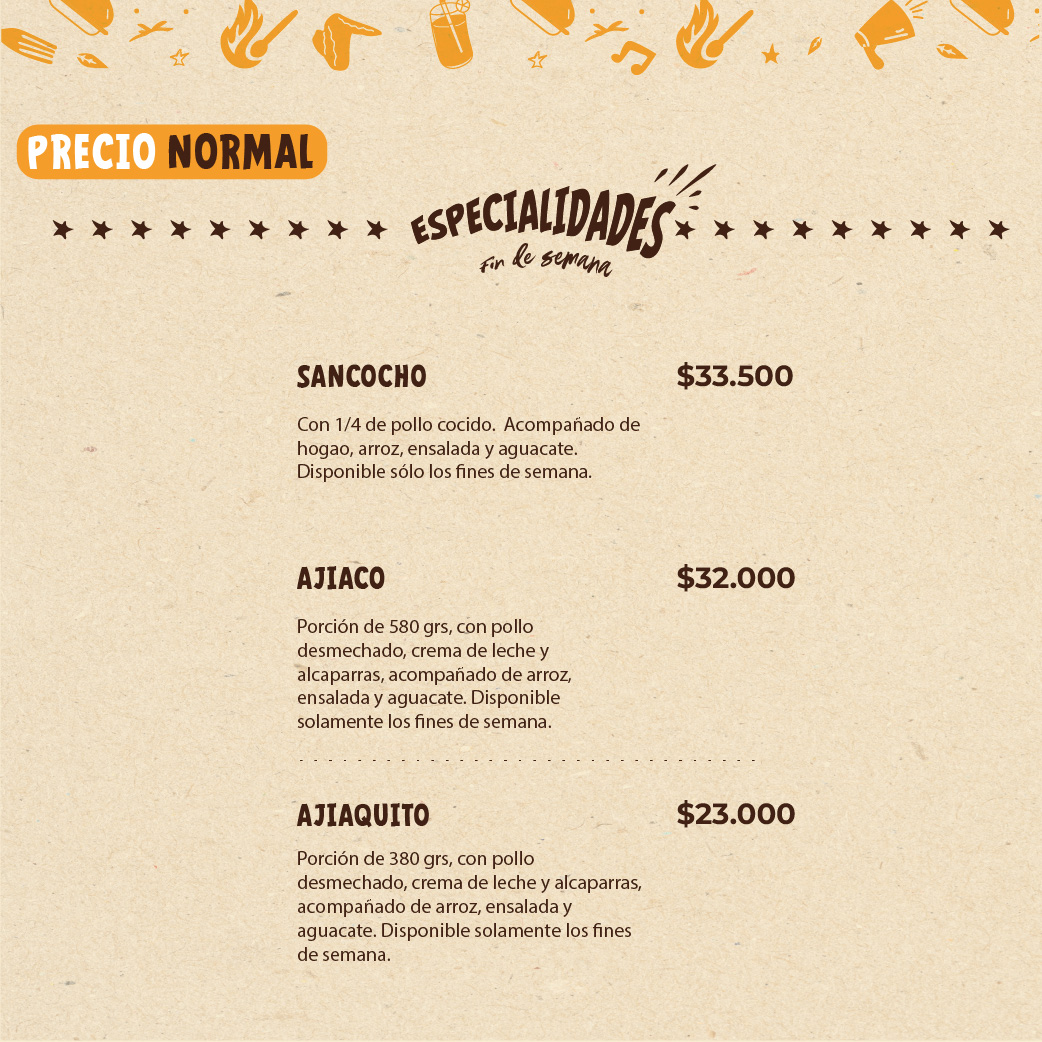 PRECIO NORMAL
ESPECIALIDADES
Fin de semana
SANCOCHO $33.500
Con 1/4 de pollo cocido. Acompañado de
hogao, arroz, ensalada y aguacate.
Disponible sólo los fines de semana.
AJIACO $32.000
Porción de 580 grs, con pollo
desmechado, crema de leche y
alcaparras, acompañado de arroz,
ensalada y aguacate. Disponible
solamente los fines de semana.
AJIAQUITO $23.000
Porción de 380 grs, con pollo
desmechado, crema de leche y alcaparras,
acompañado de arroz, ensalada y
aguacate. Disponible solamente los fines
de semana.